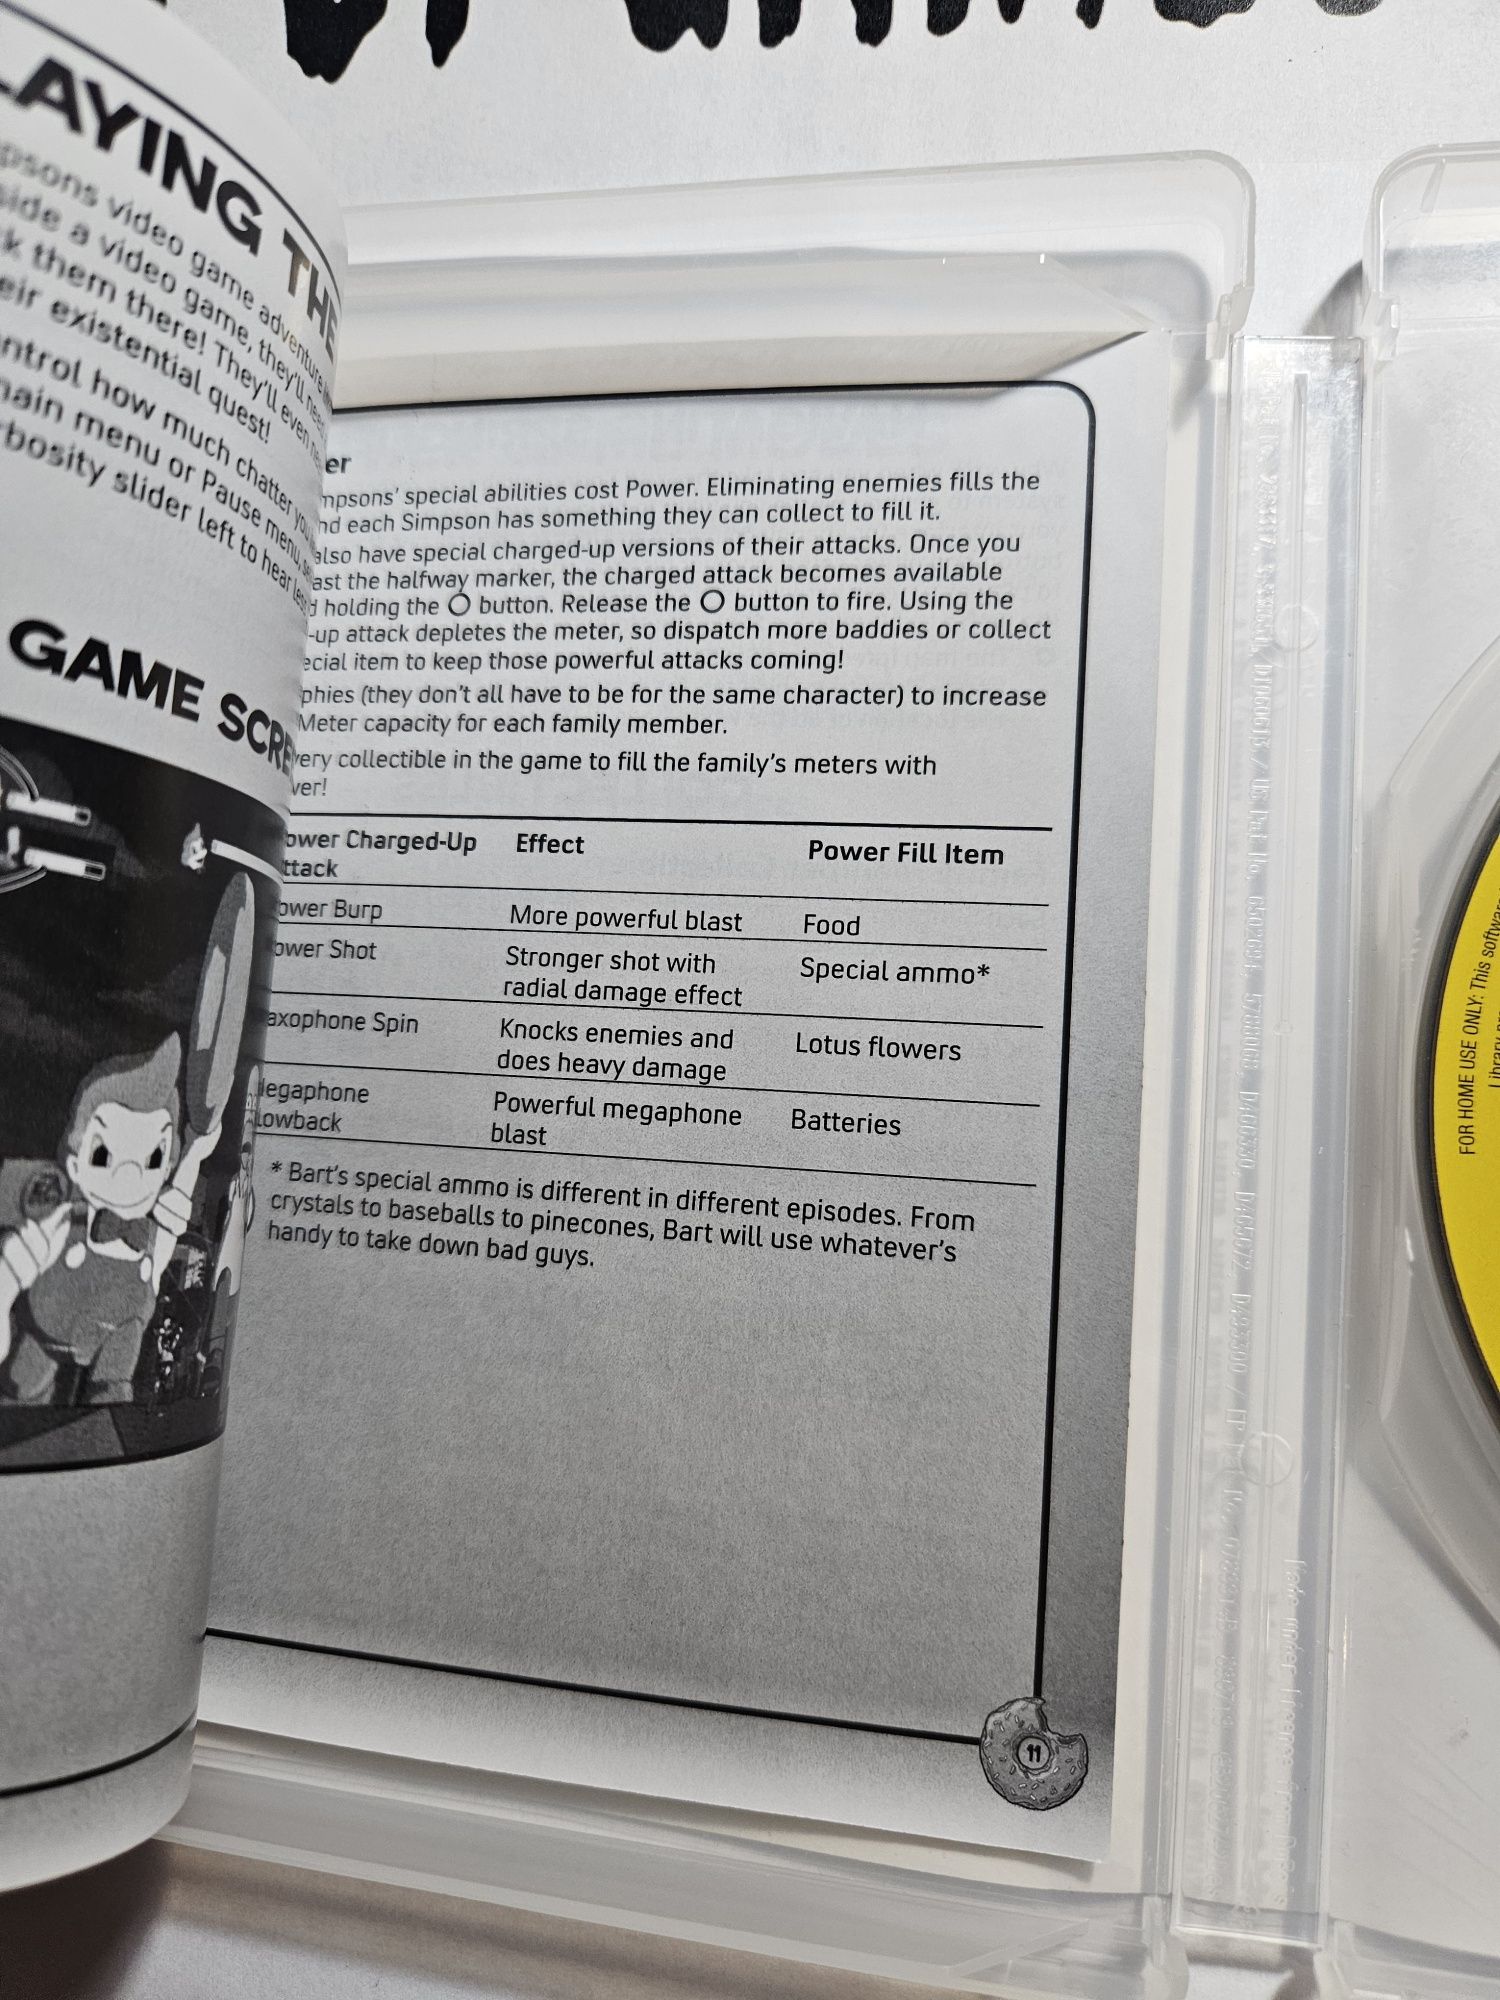 LAYING THE
psons video game adventure
side a video game, they'll
k them there! They'll even
eir existential quest!
ntrol how much chatter
main menu or Pause menu,
rbosity slider left to hear
GAME SCRE
er
mpsons' special abilities cost Power. Eliminating enemies fills the
nd each Simpson has something they can collect to fill it.
also have special charged-up versions of their attacks. Once you
ast the halfway marker, the charged attack becomes available
d holding the O button. Release the O button to fire. Using the
-up attack depletes the meter, so dispatch more baddies or collect
ecial item to keep those powerful attacks coming!
phies (they don't all have to be for the same character) to increase
Meter capacity for each family member.
very collectible in the game to fill the family's meters with
ver!
ower Charged-Up Effect Power Fill Item
ttack
ower Burp More powerful blast Food
ower Shot Stronger shot with Special ammo*
radial damage effect
axophone Spin Knocks enemies and Lotus flowers
does heavy damage
legaphone Powerful megaphone Batteries
lowback blast
* Bart's special ammo is different in different episodes. From
crystals to baseballs to pinecones, Bart will use whatever's
handy to take down bad guys.
11
FOR HOME USE ONLY: This software
Library